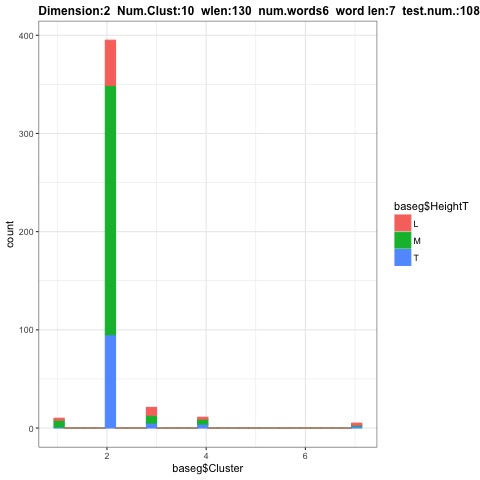 Dimension:2 Num.Clust:10 wlen:130 num.words6 word len:7 test.num.:108
400
300
200
100
0
count
2 4 6
baseg$Cluster
baseg$HeightT
L
M
T